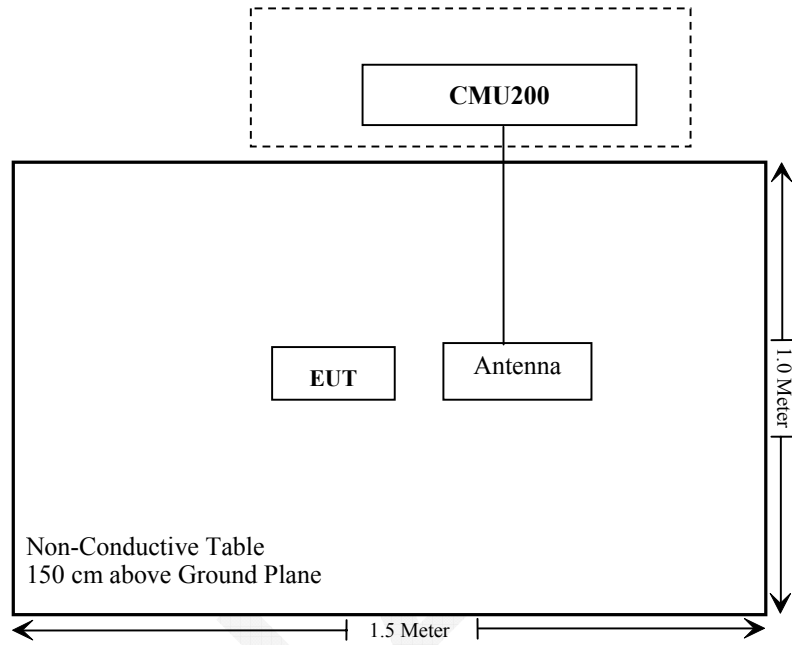 CMU200
EUT
Antenna
1.0 Meter
Non-Conductive Table
150 cm above Ground Plane
1.5 Meter